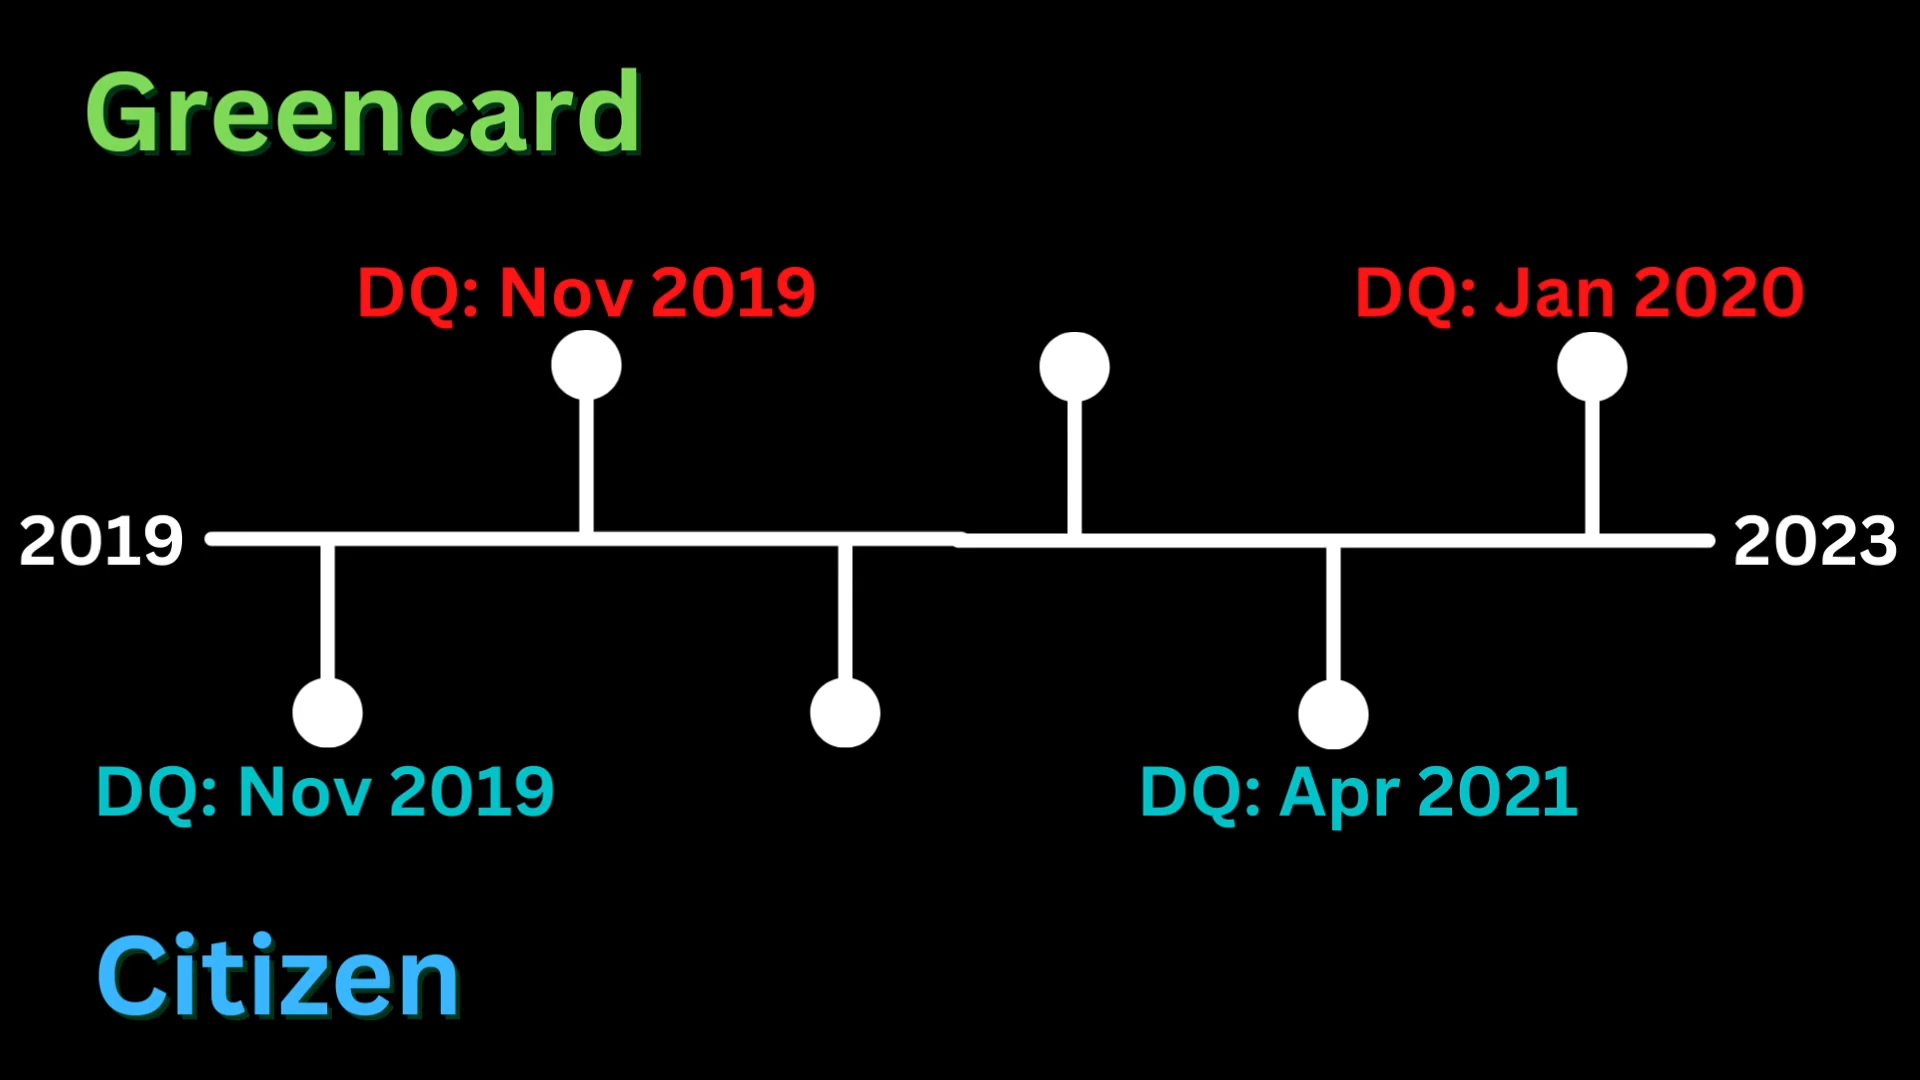 Greencard
DQ: Nov 2019
DQ: Jan 2020
2019
2023
DQ: Nov 2019
DQ: Apr 2021
Citizen